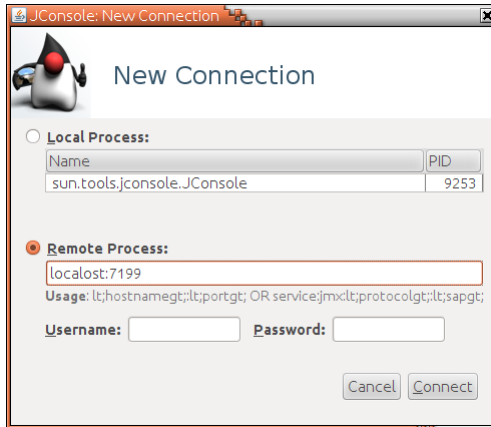 JConsole: New Connection
New Connection
Local Process:
Name PID
sun.tools.jconsole.JConsole 9253
Remote Process:
localost:7199
Usage: lt;hostnamegt;:lt;portgt; OR service:jmx:lt;protocolgt;:lt;sapgt;
Username: Password:
Cancel Connect